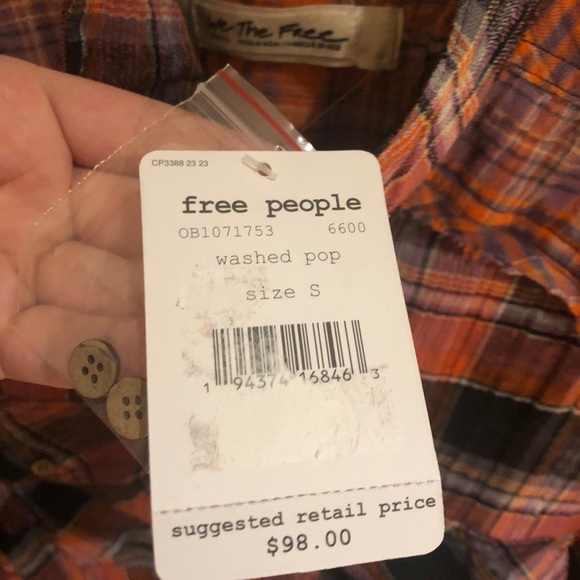 We The Free
CP3388 23 23
free people
OB1071753 6600
washed pop
size S
1 94374 16846 3
suggested retail price
$98.00